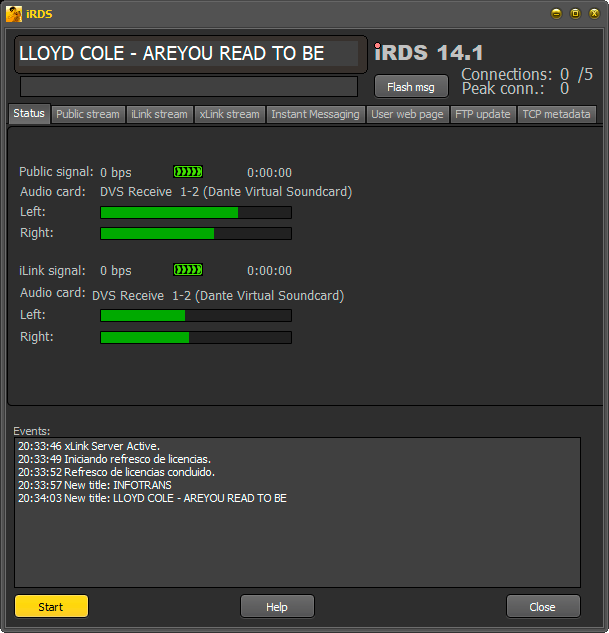 iRDS
LLOYD COLE - AREYOU READ TO BE
iRDS 14.1
Flash msg
Connections: 0 /5
Peak conn.: 0
Status Public stream iLink stream xLink stream Instant Messaging User web page FTP update TCP metadata
Public signal: 0 bps 0:00:00
Audio card: DVS Receive 1-2 (Dante Virtual Soundcard)
Left:
Right:
iLink signal: 0 bps 0:00:00
Audio card: DVS Receive 1-2 (Dante Virtual Soundcard)
Left:
Right:
Events:
20:33:46 xLink Server Active.
20:33:49 Iniciando refresco de licencias.
20:33:52 Refresco de licencias concluido.
20:33:57 New title: INFOTRANS
20:34:03 New title: LLOYD COLE - AREYOU READ TO BE
Start Help Close